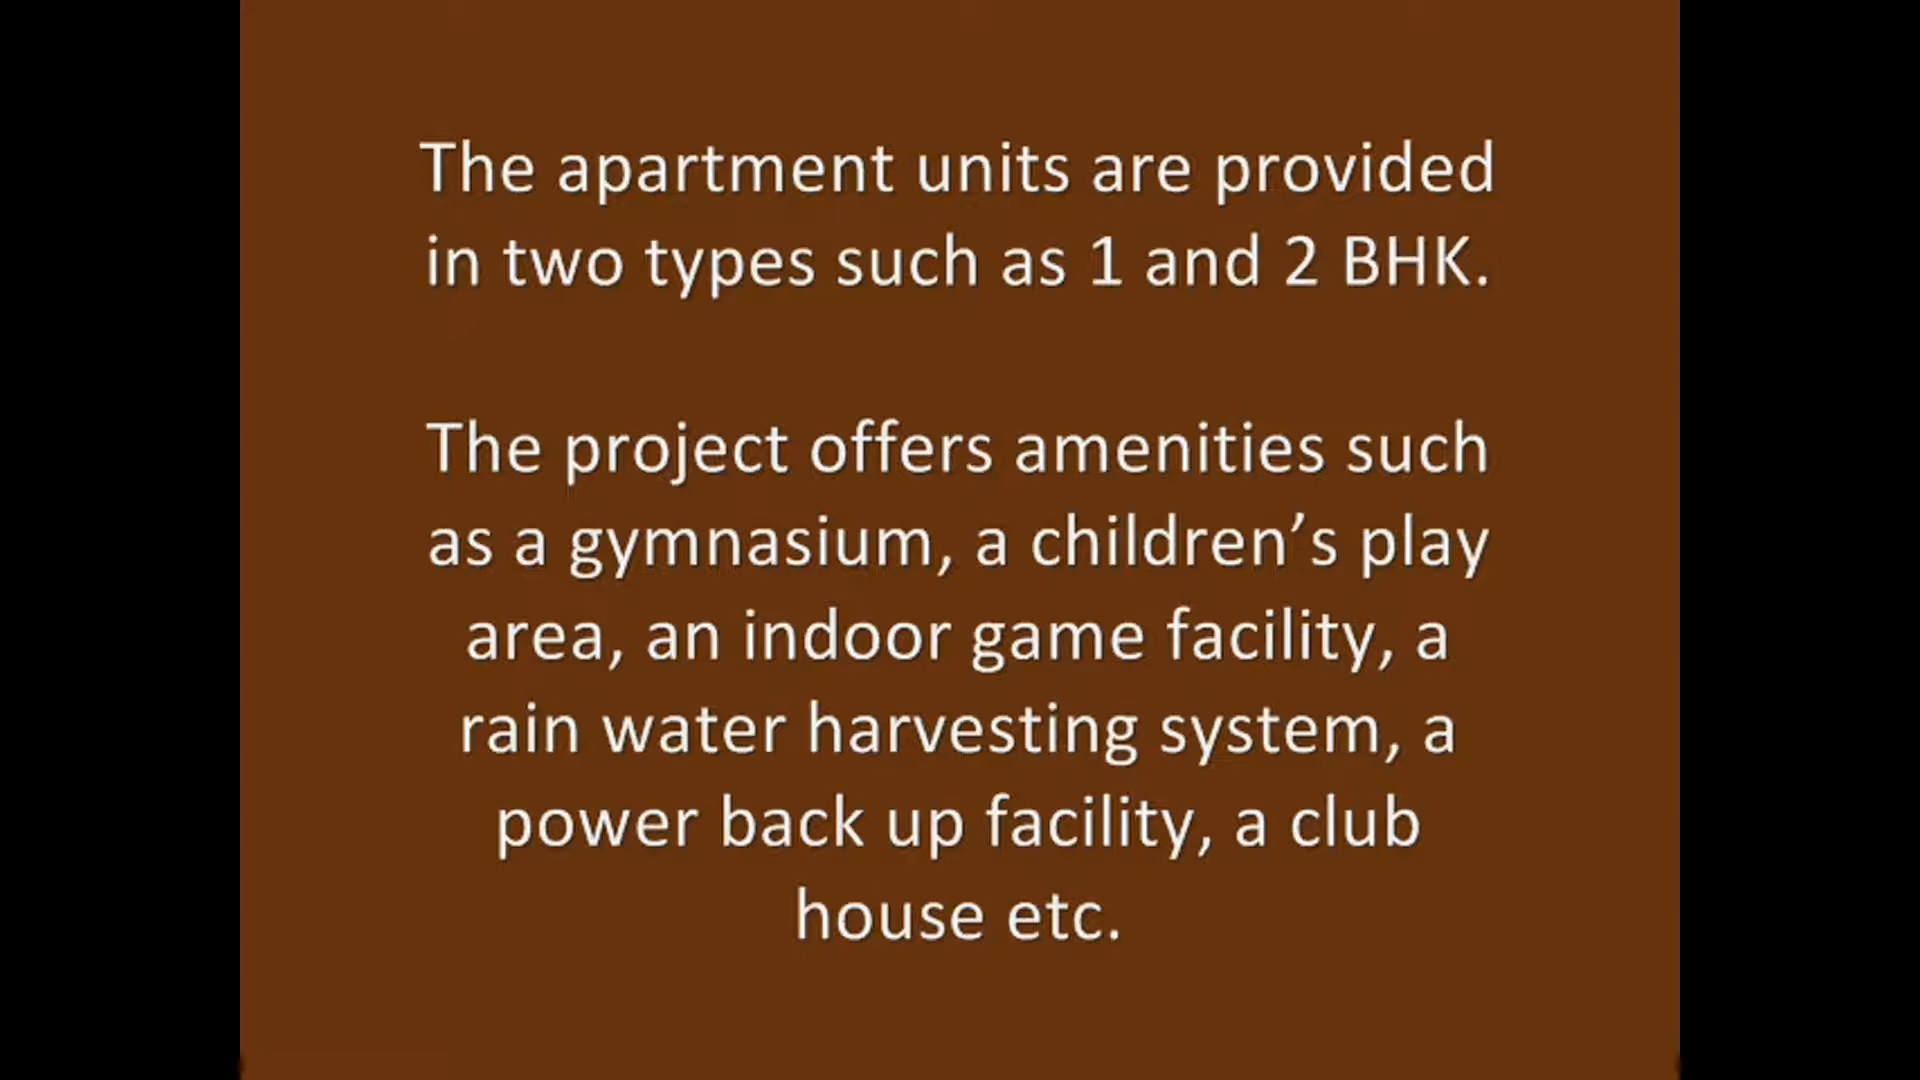 The apartment units are provided
in two types such as 1 and 2 BHK.
The project offers amenities such
as a gymnasium, a children’s play
area, an indoor game facility, a
rain water harvesting system, a
power back up facility, a club
house etc.